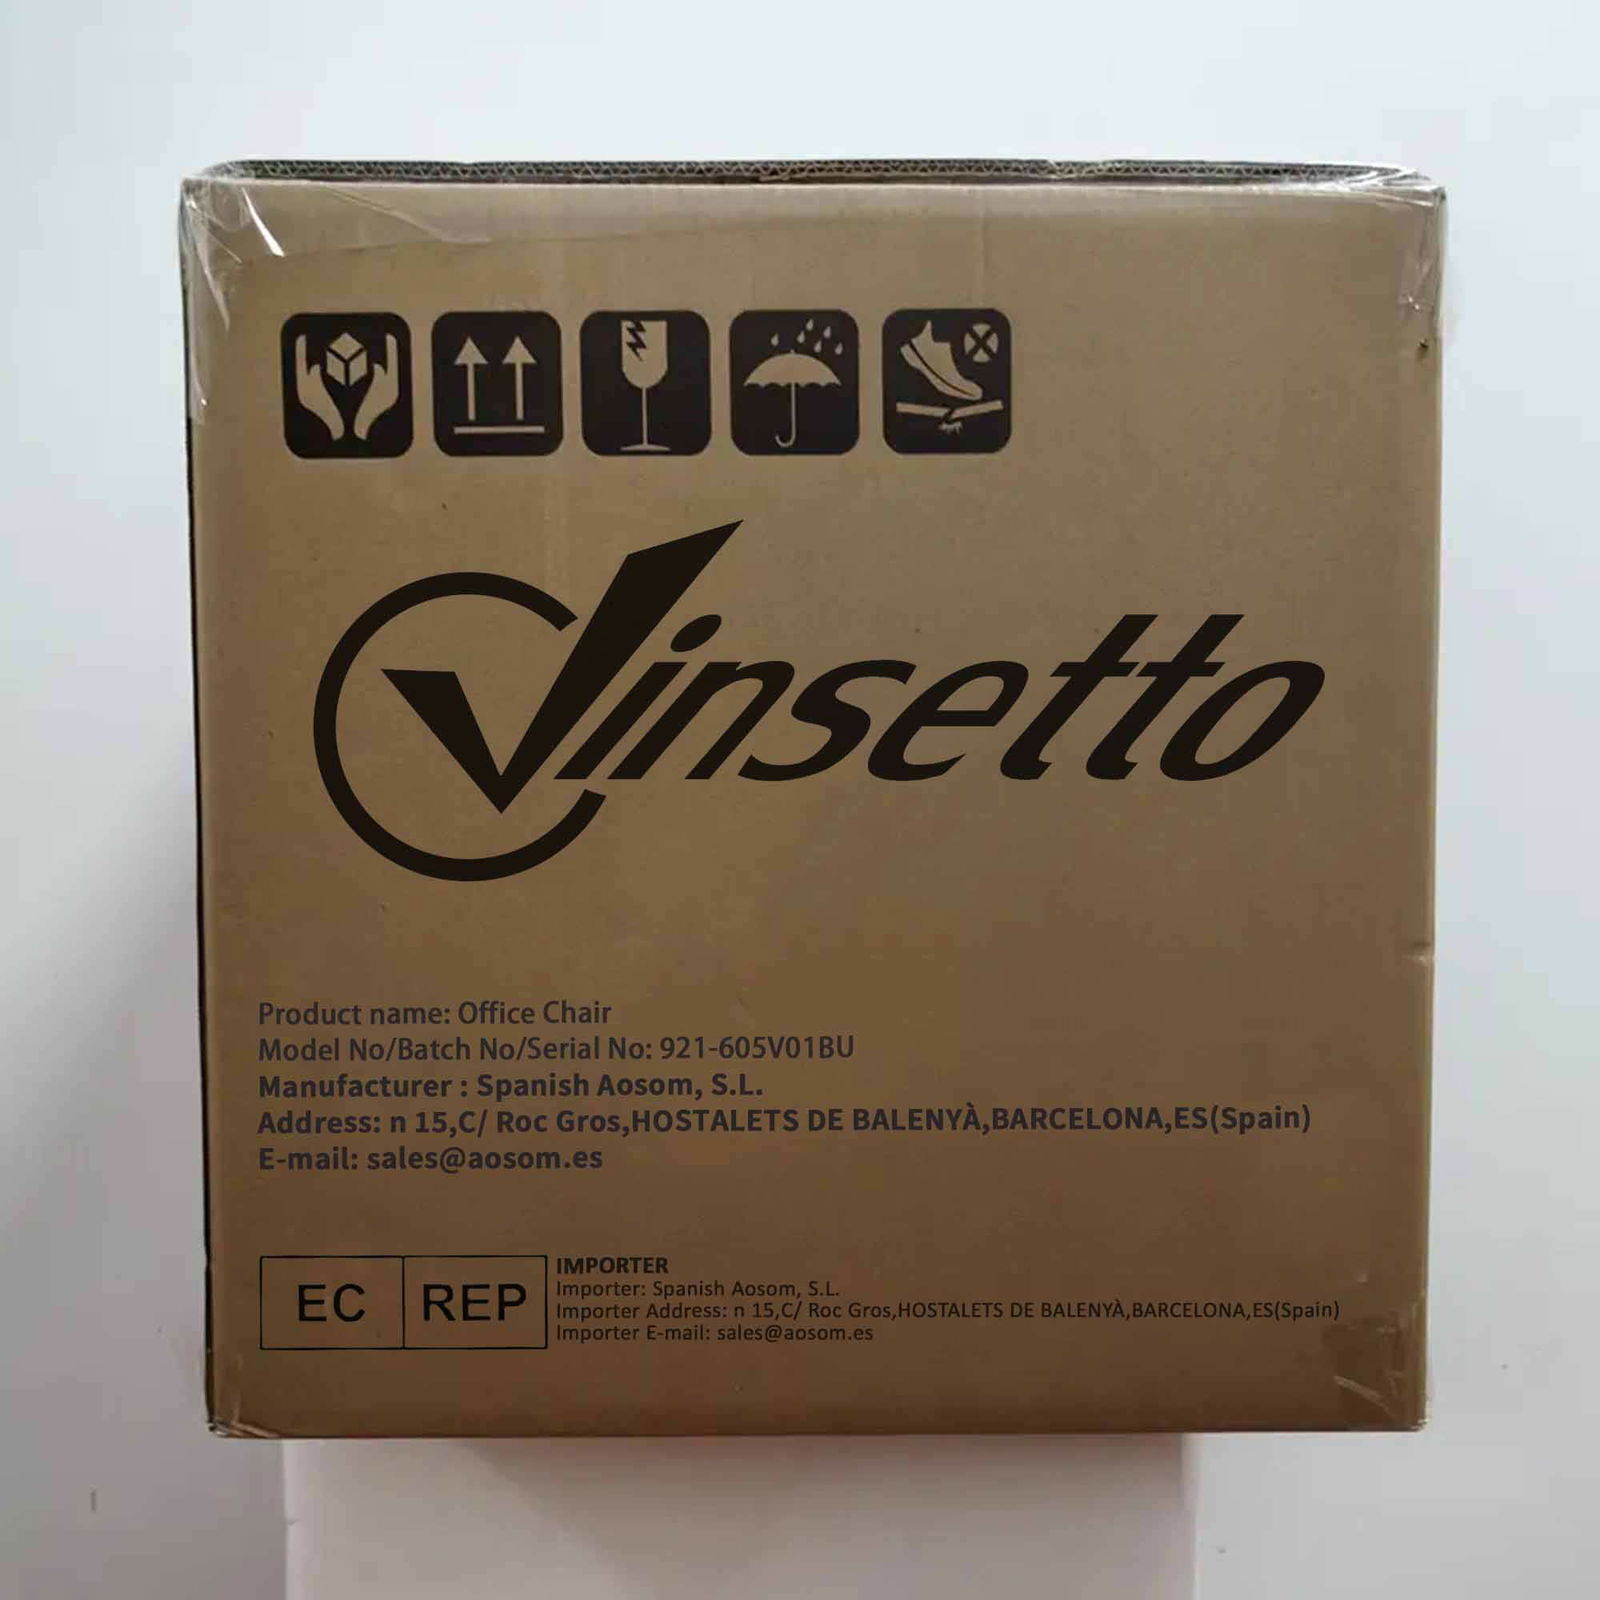 Vinsetto
Product name: Office Chair
Model No/Batch No/Serial No: 921-605V01BU
Manufacturer : Spanish Aosom, S.L.
Address: n 15,C/ Roc Gros,HOSTALETS DE BALENYÀ,BARCELONA,ES(Spain)
E-mail: sales@aosom.es
EC REP
IMPORTER
Importer: Spanish Aosom, S.L.
Importer Address: n 15,C/ Roc Gros,HOSTALETS DE BALENYÀ,BARCELONA,ES(Spain)
Importer E-mail: sales@aosom.es